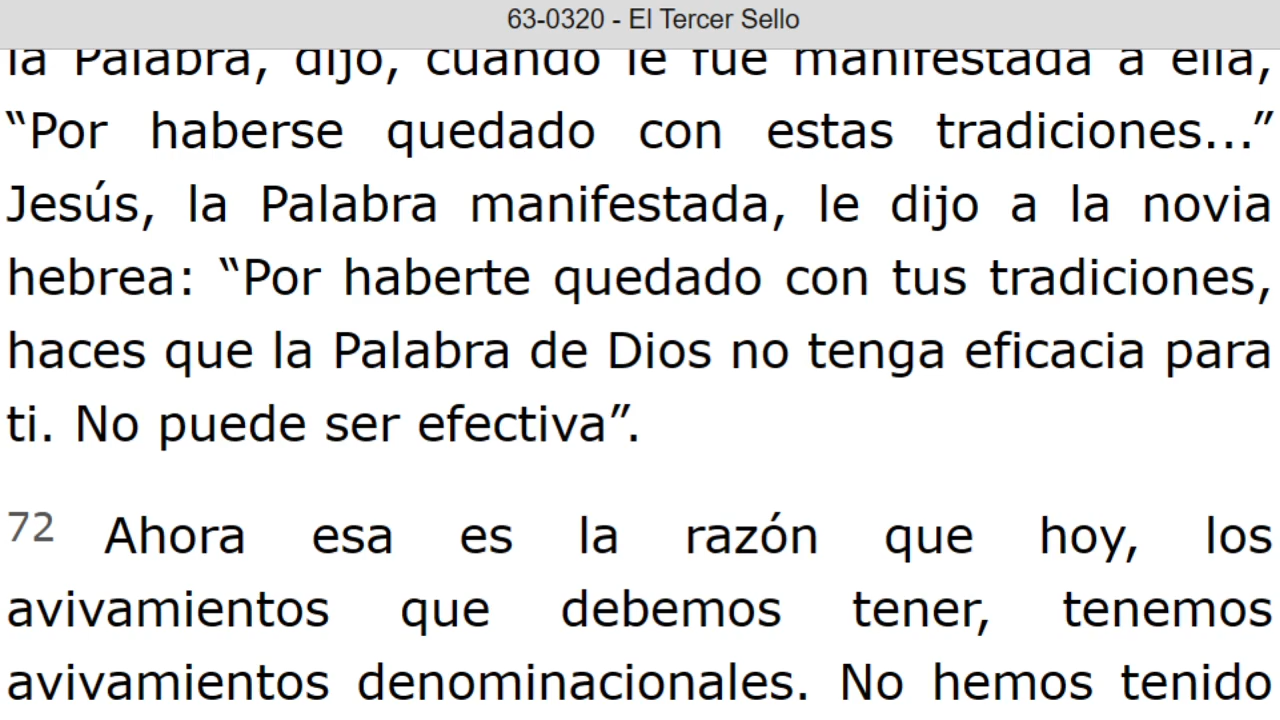 63-0320 - El Tercer Sello
la Palabra, dijo, cuando le fue manifestada a ella,
“Por haberse quedado con estas tradiciones...”
Jesús, la Palabra manifestada, le dijo a la novia
hebrea: “Por haberte quedado con tus tradiciones,
haces que la Palabra de Dios no tenga eficacia para
ti. No puede ser efectiva”.
72 Ahora esa es la razón que hoy, los
avivamientos que debemos tener, tenemos
avivamientos denominacionales. No hemos tenido